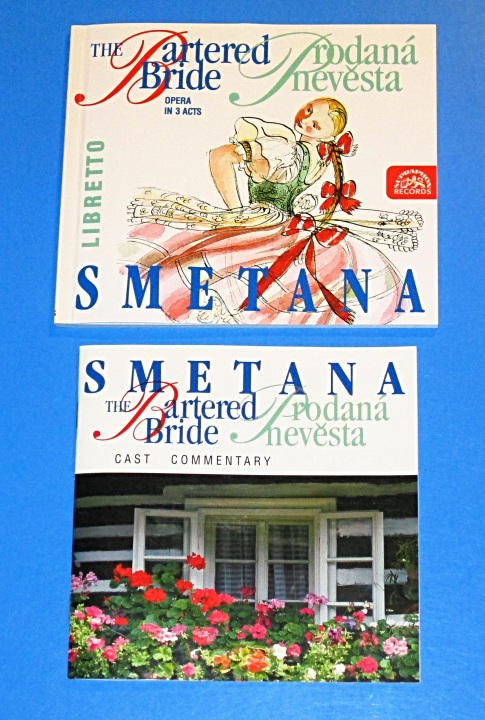 THE Bartered Prodaná
Bride nevěsta
OPERA
IN 3 ACTS
LIBRETTO
SUPRAPHON
RECORDS
SMETANA
SMETANA
THE Bartered Prodaná
Bride nevěsta
CAST COMMENTARY